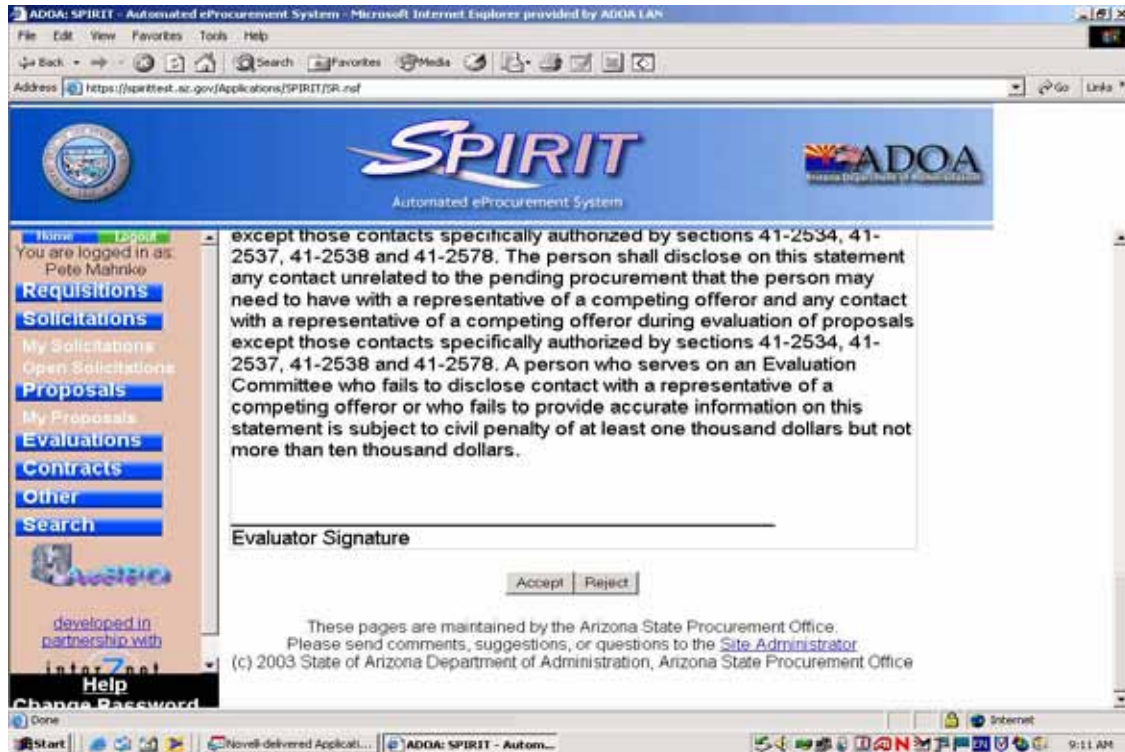 ADOA: SPIRIT - Automated eProcurement System - Microsoft Internet Explorer provided by ADOA LAN
File Edit View Favorites Tools Help
Back Search Favorites Media
Address https://spirittest.az.gov/Applications/SPIRIT/SR.nsf Go Links
SPIRIT
Automated eProcurement System
ADOA
Arizona Department of Administration
Home Logout
You are logged in as:
Pete Mahnke
Requisitions
Solicitations
My Solicitations
Open Solicitations
Proposals
My Proposals
Evaluations
Contracts
Other
Search
developed in
partnership with
inter7net
Help
Change Password
except those contacts specifically authorized by sections 41-2534, 41-
2537, 41-2538 and 41-2578. The person shall disclose on this statement
any contact unrelated to the pending procurement that the person may
need to have with a representative of a competing offeror and any contact
with a representative of a competing offeror during evaluation of proposals
except those contacts specifically authorized by sections 41-2534, 41-
2537, 41-2538 and 41-2578. A person who serves on an Evaluation
Committee who fails to disclose contact with a representative of a
competing offeror or who fails to provide accurate information on this
statement is subject to civil penalty of at least one thousand dollars but not
more than ten thousand dollars.
Evaluator Signature
Accept Reject
These pages are maintained by the Arizona State Procurement Office.
Please send comments, suggestions, or questions to the Site Administrator
(c) 2003 State of Arizona Department of Administration, Arizona State Procurement Office
Done Internet
Start Novell-delivered Applicati... ADOA: SPIRIT - Autom... EN 9:11 AM